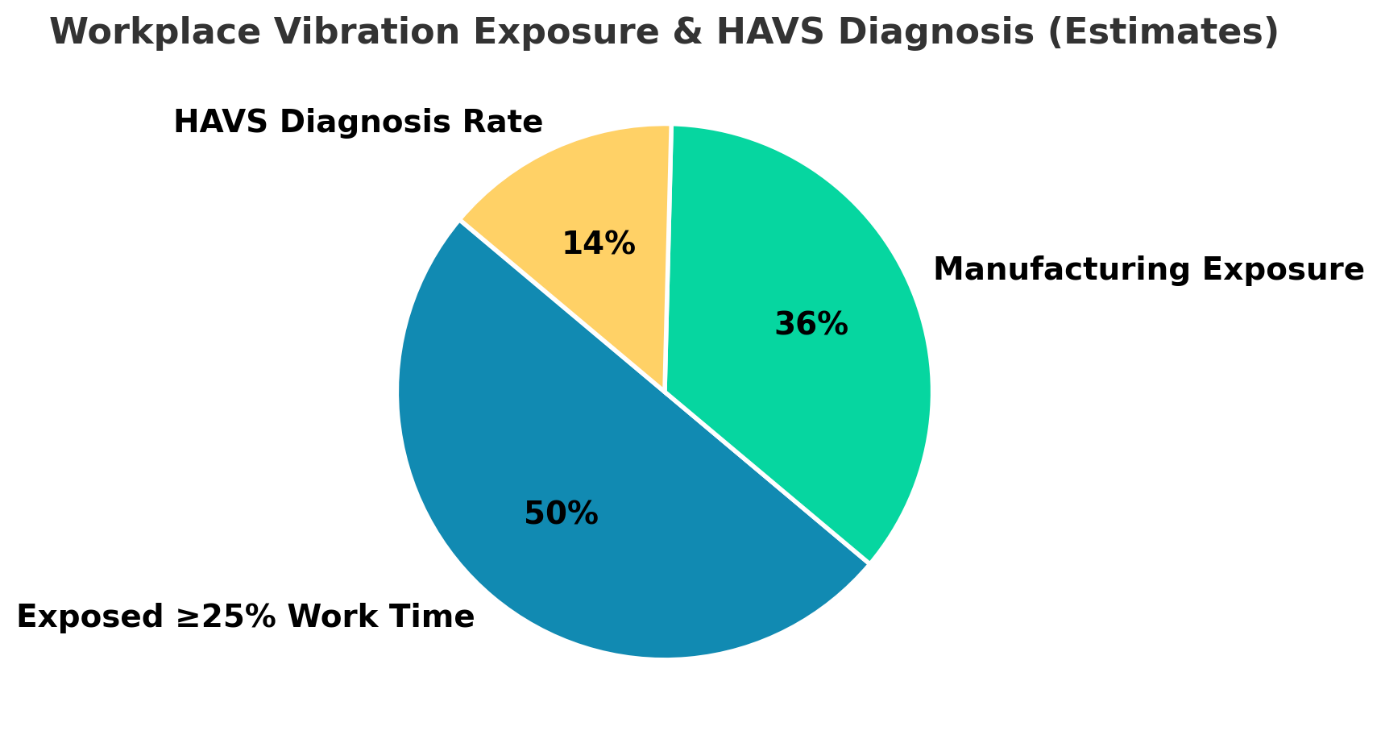 Workplace Vibration Exposure & HAVS Diagnosis (Estimates)
HAVS Diagnosis Rate
14%
Manufacturing Exposure
36%
50%
Exposed ≥25% Work Time